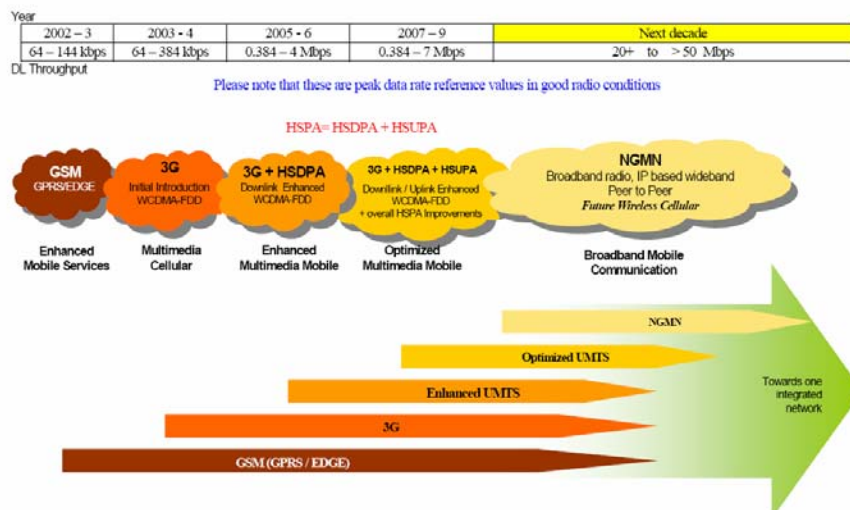 Year
2002 – 3 2003 - 4 2005 - 6 2007 – 9 Next decade
64 – 144 kbps 64 – 384 kbps 0.384 – 4 Mbps 0.384 – 7 Mbps 20+ to > 50 Mbps
DL Throughput
Please note that these are peak data rate reference values in good radio conditions
HSPA= HSDPA + HSUPA
GSM
GPRS/EDGE
3G
Initial Introduction
WCDMA-FDD
3G + HSDPA
Downlink Enhanced
WCDMA-FDD
3G + HSDPA + HSUPA
Downllink / Uplink Enhanced
WCDMA-FDD
+ overall HSPA Improvements
NGMN
Broadband radio, IP based wideband
Peer to Peer
Future Wireless Cellular
Enhanced
Mobile Services
Multimedia
Cellular
Enhanced
Multimedia Mobile
Optimized
Multimedia Mobile
Broadband Mobile
Communication
NGMN
Optimized UMTS
Enhanced UMTS
3G
GSM (GPRS / EDGE)
Towards one
integrated
network